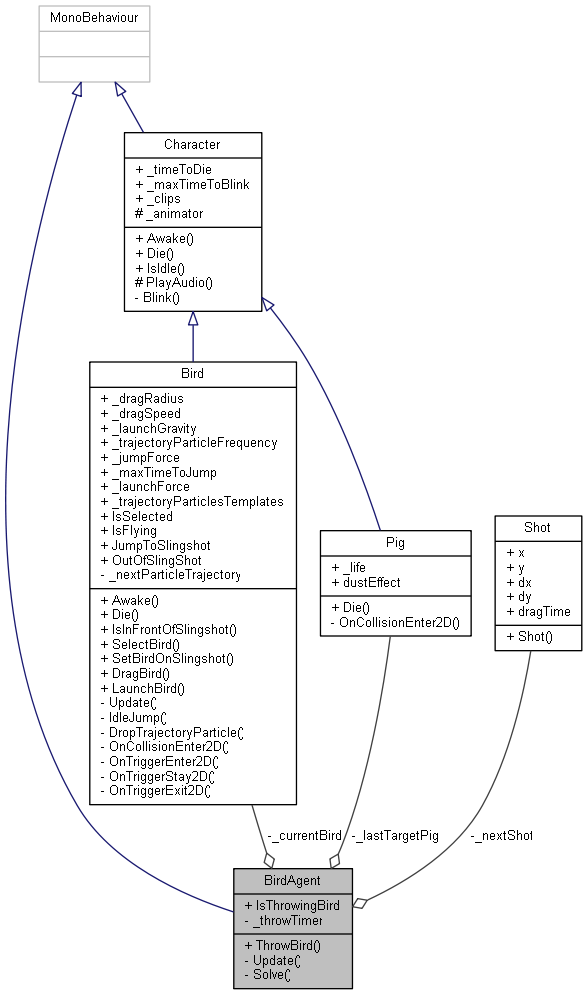 MonoBehaviour
Character
+ _timeToDie
+ _maxTimeToBlink
+ _clips
# _animator
+ Awake()
+ Die()
+ IsIdle()
# PlayAudio()
- Blink()
Bird
+ _dragRadius
+ _dragSpeed
+ _launchGravity
+ _trajectoryParticleFrequency
+ _jumpForce
+ _maxTimeToJump
+ _launchForce
+ _trajectoryParticlesTemplates
+ IsSelected
+ IsFlying
+ JumpToSlingshot
+ OutOfSlingShot
- _nextParticleTrajectory
+ Awake()
+ Die()
+ IsInFrontOfSlingshot()
+ SelectBird()
+ SetBirdOnSlingshot()
+ DragBird()
+ LaunchBird()
- Update()
- IdleJump()
- DropTrajectoryParticle()
- OnCollisionEnter2D()
- OnTriggerEnter2D()
- OnTriggerStay2D()
- OnTriggerExit2D()
Pig
+ _life
+ dustEffect
+ Die()
- OnCollisionEnter2D()
Shot
+ x
+ y
+ dx
+ dy
+ dragTime
+ Shot()
-_currentBird
-_lastTargetPig
-_nextShot
BirdAgent
+ IsThrowingBird
- _throwTimer
+ ThrowBird()
- Update()
- Solve()